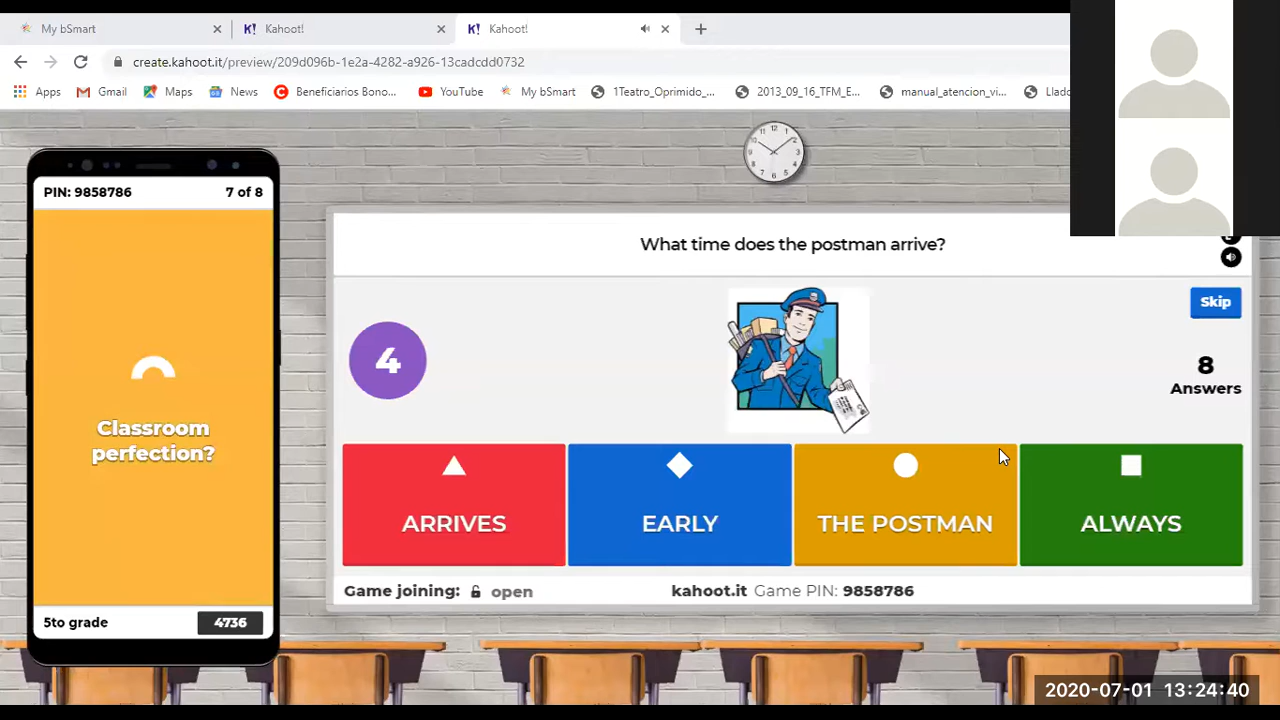 My bSmart
K! Kahoot!
K! Kahoot!
create.kahoot.it/preview/209d096b-1e2a-4282-a926-13cadcdd0732
Apps
Gmail
Maps
News
Beneficiarios Bono...
YouTube
My bSmart
1Teatro_Oprimido_...
2013_09_16_TFM_E...
manual_atencion_vi...
PIN: 9858786
7 of 8
Classroom
perfection?
5to grade
4736
What time does the postman arrive?
Skip
4
8
Answers
ARRIVES
EARLY
THE POSTMAN
ALWAYS
Game joining: open
kahoot.it Game PIN: 9858786
2020-07-01 13:24:40